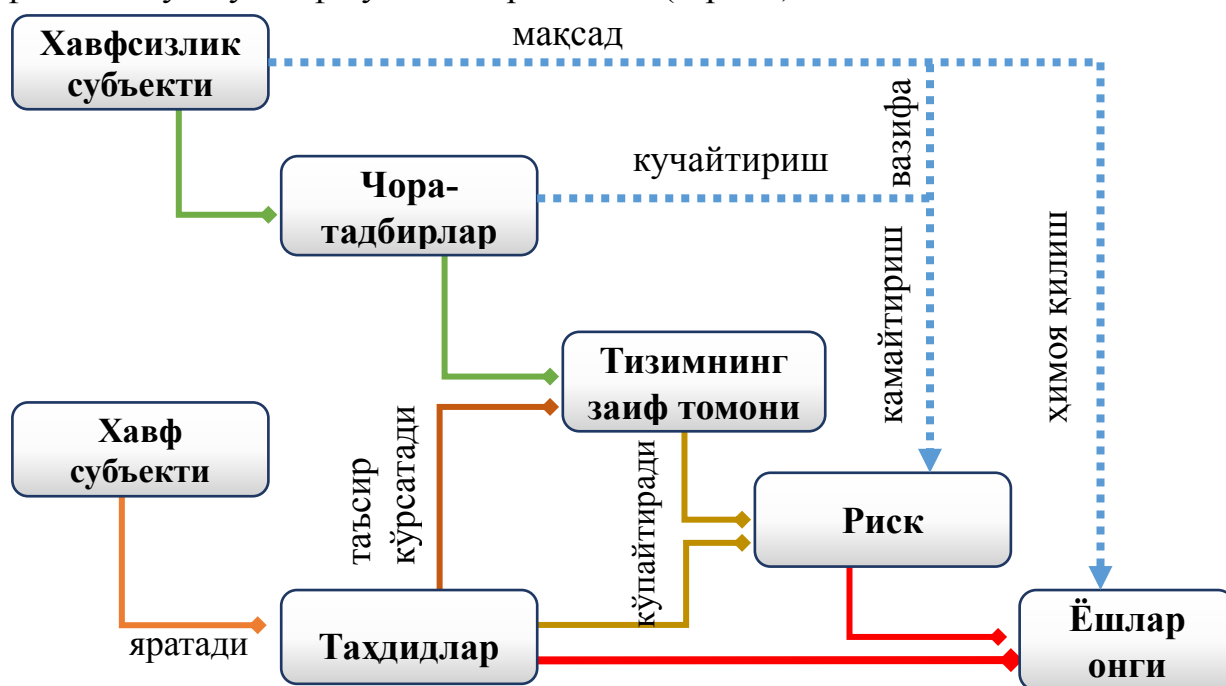 Хавфсизлик
субъекти
мақсад
вазифа
Чора-
тадбирлар
кучайтириш
камайтириш
ҳимоя қилиш
Тизимнинг
заиф томони
Хавф
субъекти
таъсир
кўрсатади
кўпайтиради
Риск
яратади
Таҳдидлар
Ёшлар
онги